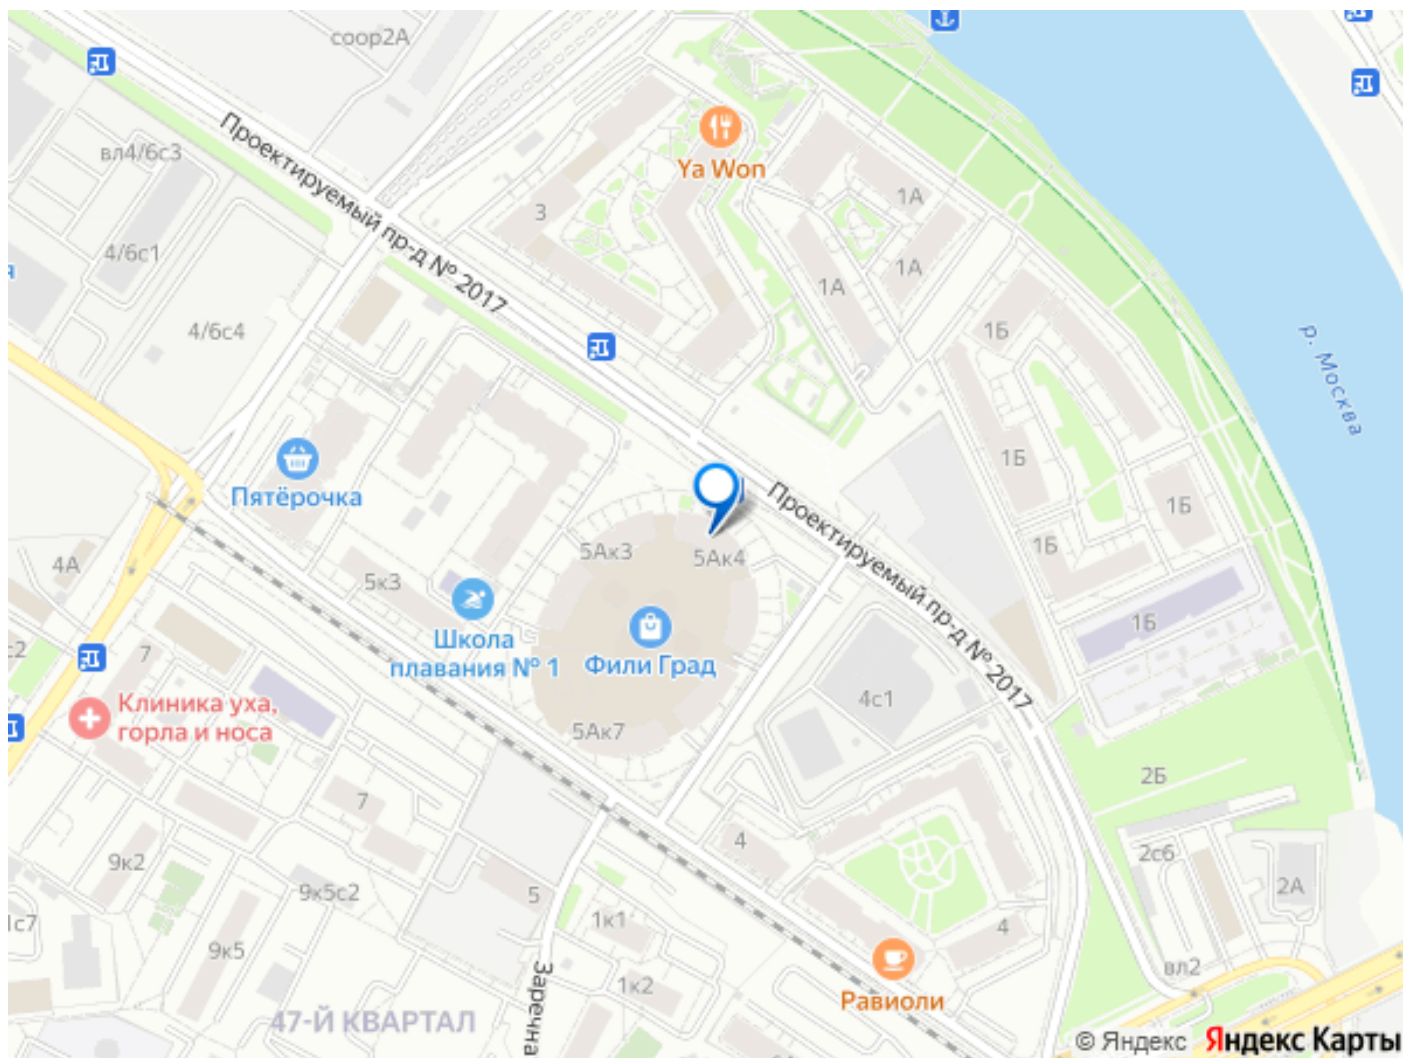 соор2А
вл4/6с3
Проектируемый пр-д № 2017
Ya Won
3
1А
1А
4/6с1
1А
4/6с4
1Б
р. Москва
1Б
Пятёрочка
Проектируемый пр-д № 2017
1Б
5Ак3
5Ак4
1Б
4А
5к3
1Б
Школа
плавания № 1
Фили Град
7
Клиника уха,
горла и носа
4с1
5Ак7
2Б
7
4
9к2
2с6
9к5с2
5
2А
1к1
4
9к5
вл2
Заречна
1к2
Равиоли
47-Й КВАРТАЛ
© Яндекс Яндекс Карты